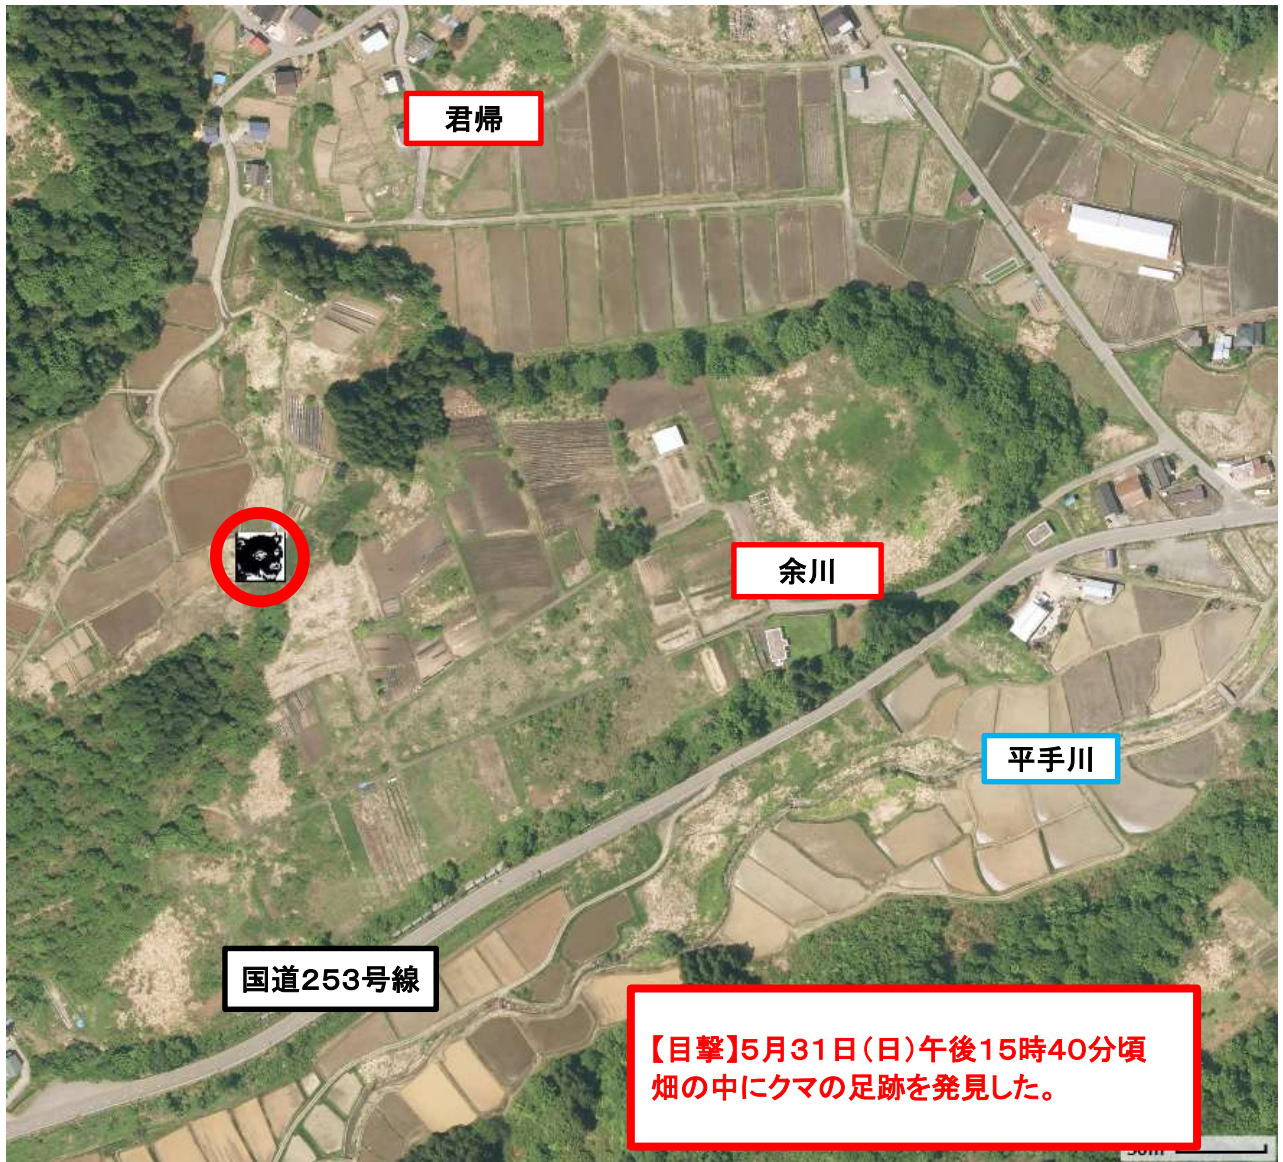 君帰
余川
平手川
国道253号線
【目撃】5月31日(日)午後15時40分頃
畑の中にクマの足跡を発見した。